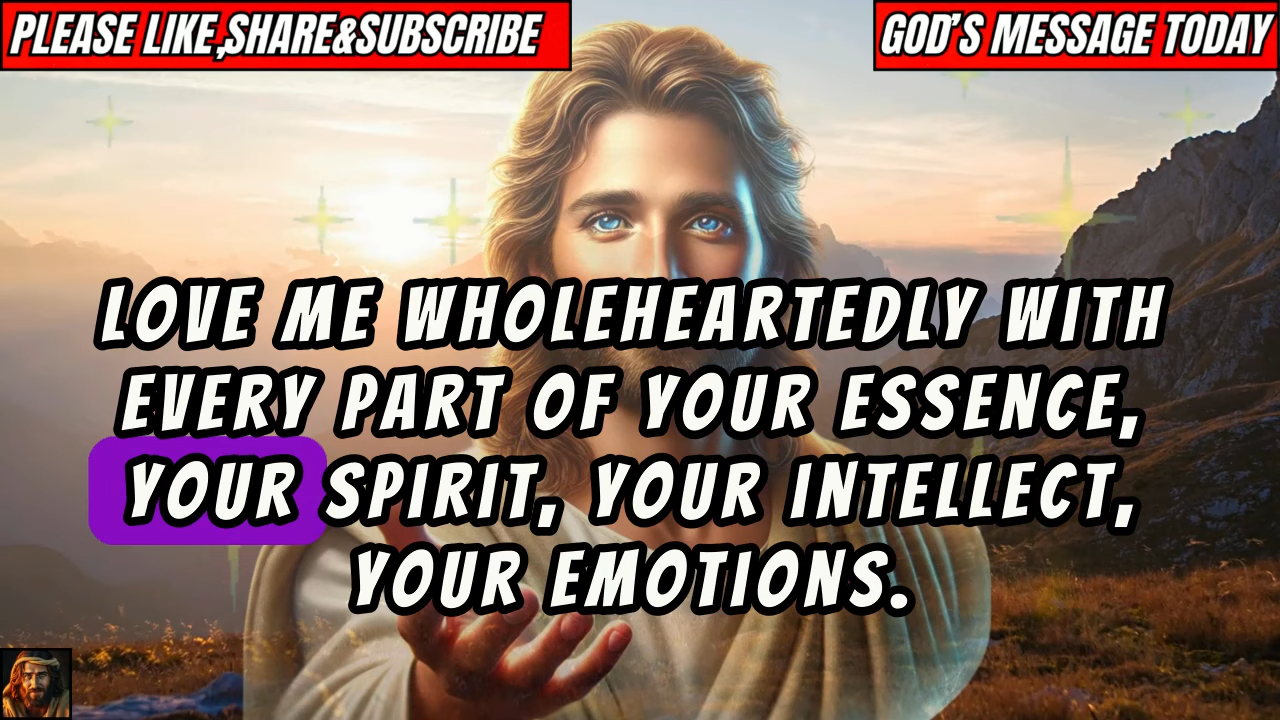 PLEASE LIKE,SHARE&SUBSCRIBE
GOD'S MESSAGE TODAY
LOVE ME WHOLEHEARTEDLY WITH
EVERY PART OF YOUR ESSENCE,
YOUR SPIRIT, YOUR INTELLECT,
YOUR EMOTIONS.